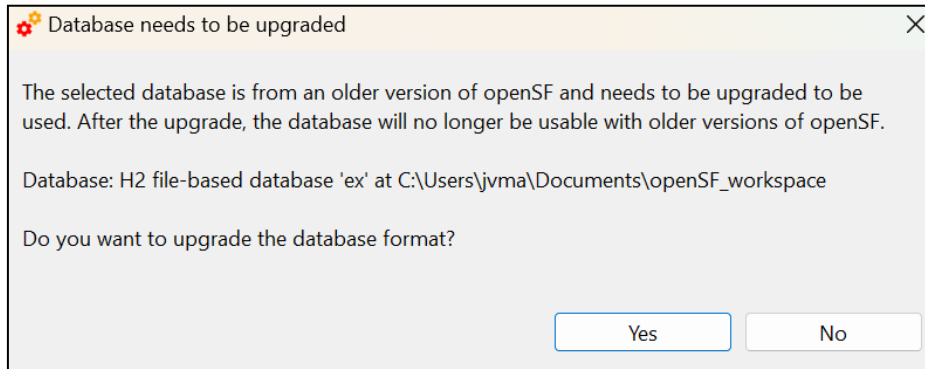 Database needs to be upgraded
The selected database is from an older version of openSF and needs to be upgraded to be
used. After the upgrade, the database will no longer be usable with older versions of openSF.
Database: H2 file-based database 'ex' at C:\Users\jvma\Documents\openSF_workspace
Do you want to upgrade the database format?
Yes
No